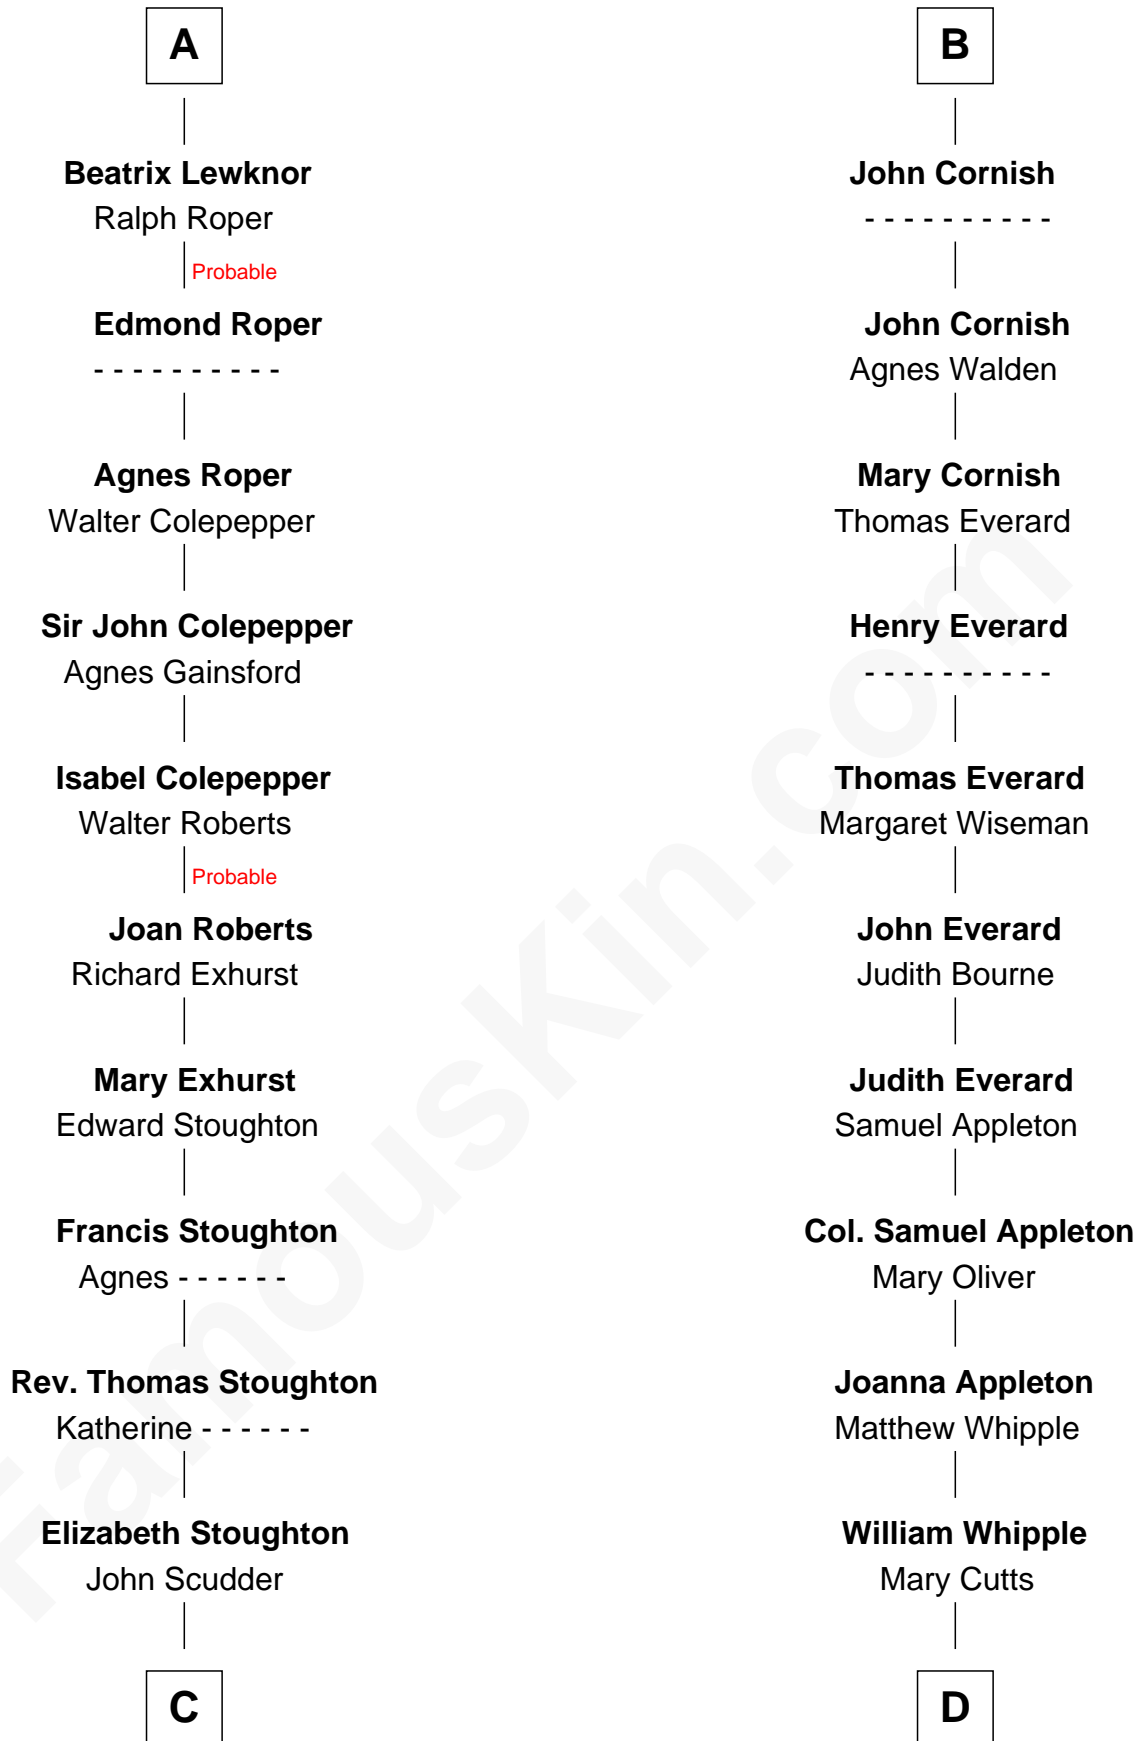 A
Beatrix Lewknor
Ralph Roper
Probable
Edmond Roper
- - - - - - - - - -
Agnes Roper
Walter Colepepper
Sir John Colepepper
Agnes Gainsford
Isabel Colepepper
Walter Roberts
Probable
Joan Roberts
Richard Exhurst
Mary Exhurst
Edward Stoughton
Francis Stoughton
Agnes - - - - - -
Rev. Thomas Stoughton
Katherine - - - - - -
Elizabeth Stoughton
John Scudder
C
B
John Cornish
- - - - - - - - - -
John Cornish
Agnes Walden
Mary Cornish
Thomas Everard
Henry Everard
- - - - - - - - - -
Thomas Everard
Margaret Wiseman
John Everard
Judith Bourne
Judith Everard
Samuel Appleton
Col. Samuel Appleton
Mary Oliver
Joanna Appleton
Matthew Whipple
William Whipple
Mary Cutts
D
FamousKin.com